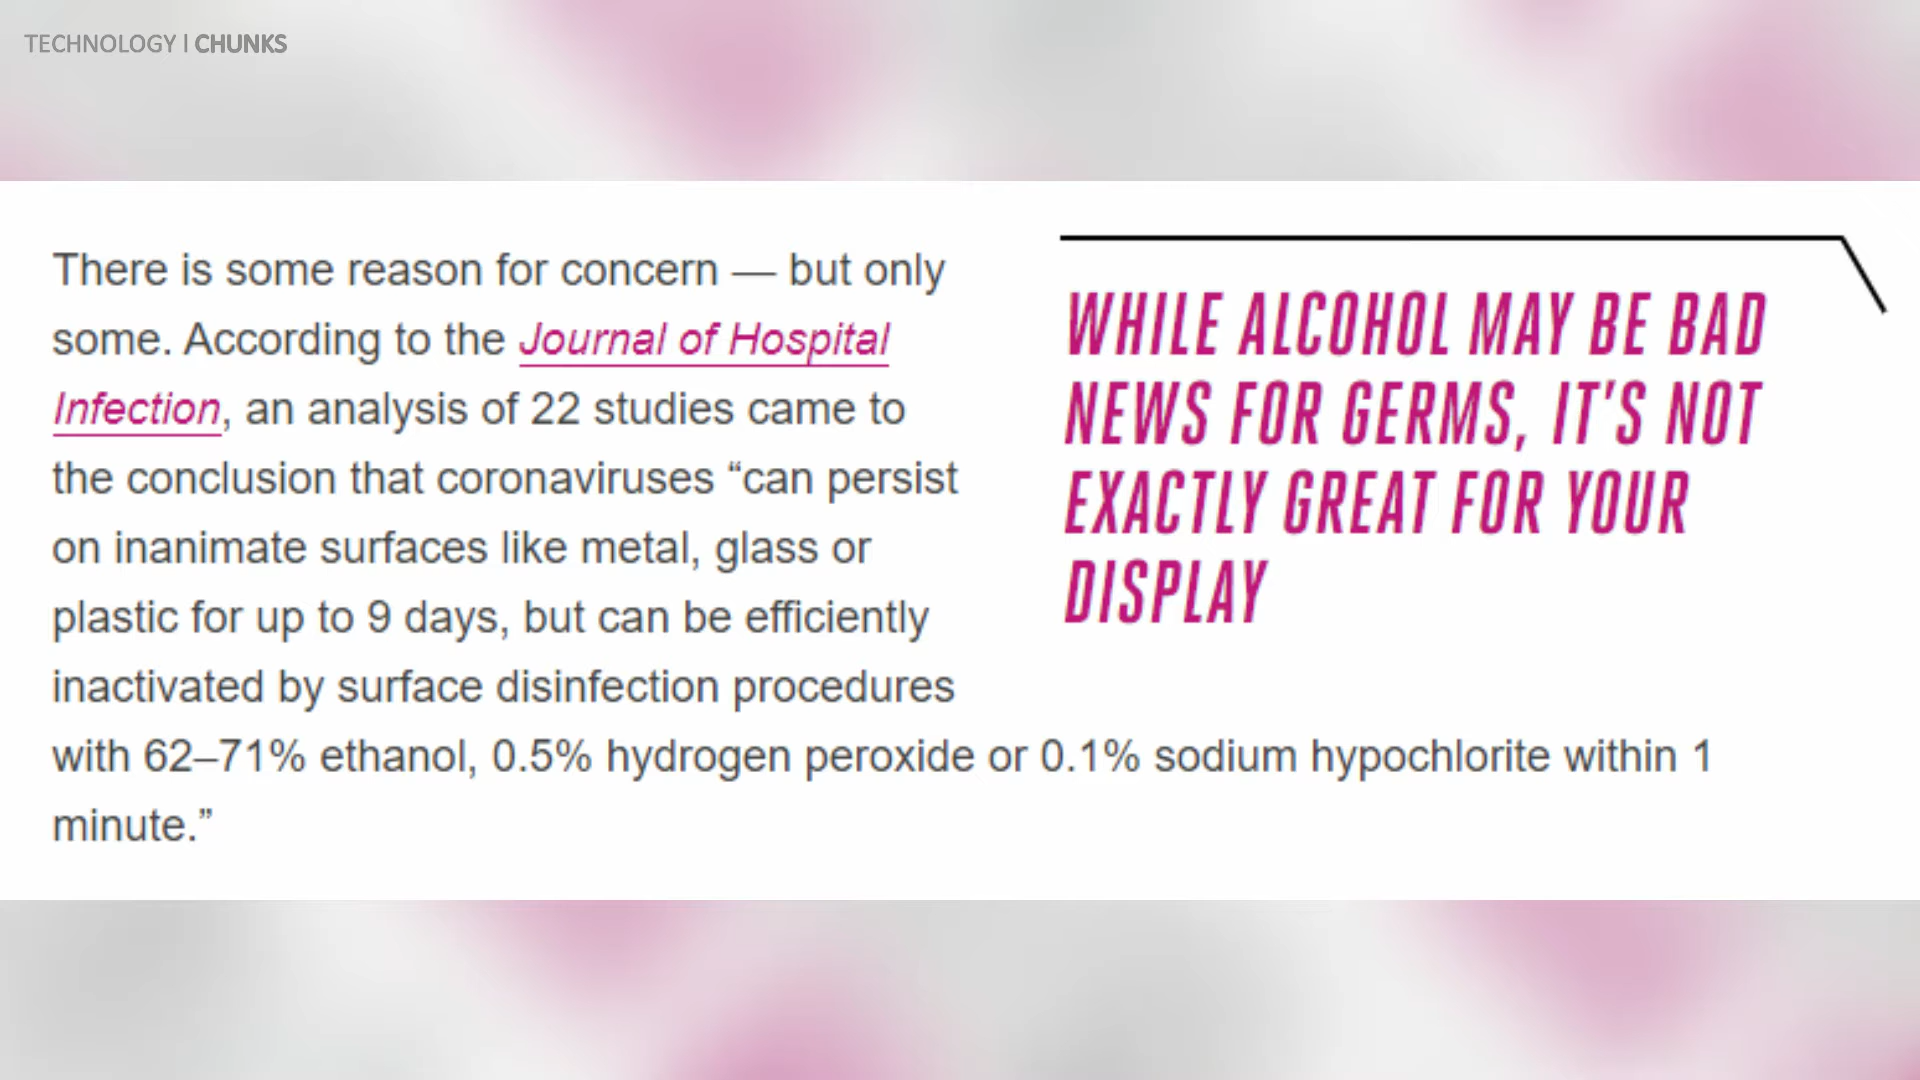 TECHNOLOGY | CHUNKS
There is some reason for concern — but only
some. According to the Journal of Hospital
Infection, an analysis of 22 studies came to
the conclusion that coronaviruses “can persist
on inanimate surfaces like metal, glass or
plastic for up to 9 days, but can be efficiently
inactivated by surface disinfection procedures
with 62–71% ethanol, 0.5% hydrogen peroxide or 0.1% sodium hypochlorite within 1
minute.”
WHILE ALCOHOL MAY BE BAD
NEWS FOR GERMS, IT’S NOT
EXACTLY GREAT FOR YOUR
DISPLAY